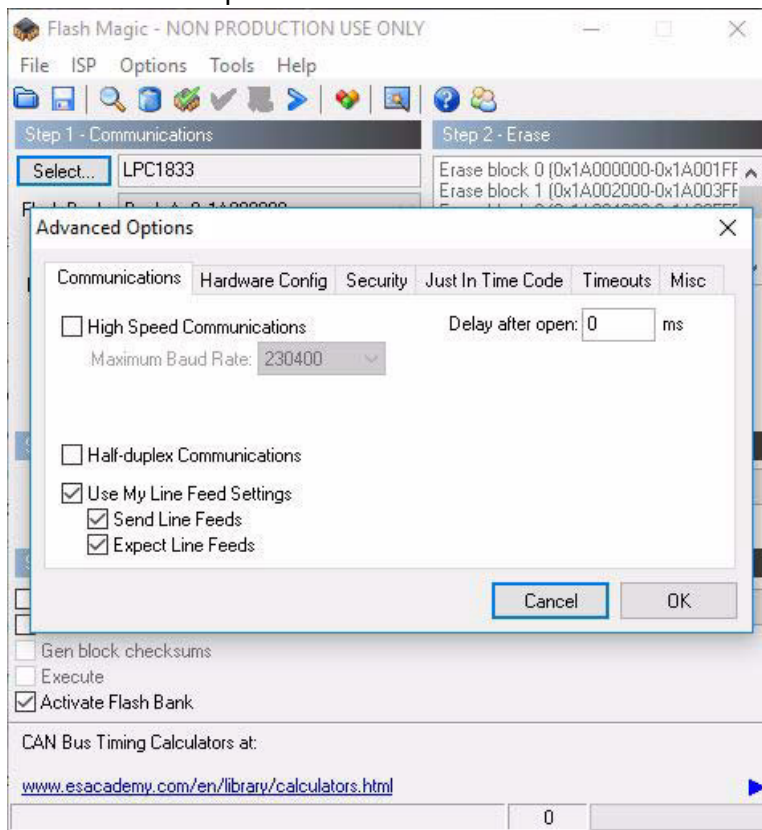 Flash Magic - NON PRODUCTION USE ONLY
File ISP Options Tools Help
Step 1 - Communications
Step 2 - Erase
Select... LPC1833
Erase block 0 (0x1A000000-0x1A001FF
Erase block 1 (0x1A002000-0x1A003FF
Advanced Options
Communications Hardware Config Security Just In Time Code Timeouts Misc
High Speed Communications
Delay after open: 0 ms
Maximum Baud Rate: 230400
Half-duplex Communications
Use My Line Feed Settings
Send Line Feeds
Expect Line Feeds
Cancel OK
Gen block checksums
Execute
Activate Flash Bank
CAN Bus Timing Calculators at:
www.esacademy.com/en/library/calculators.html
0